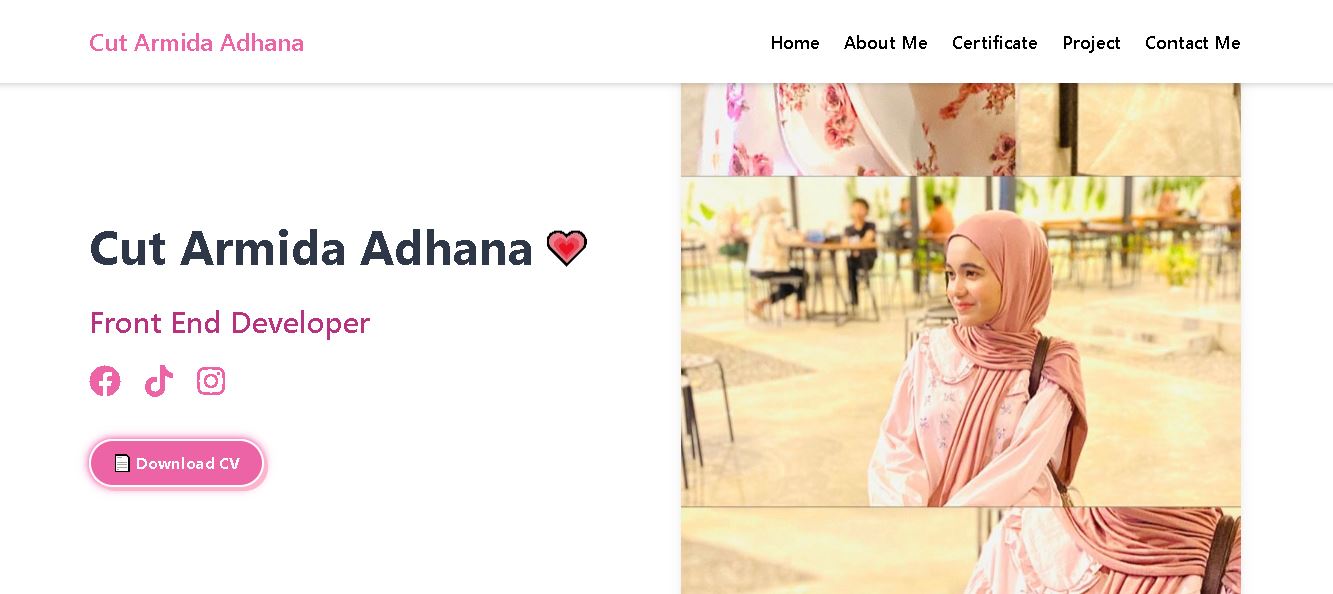 Cut Armida Adhana
Home About Me Certificate Project Contact Me
Cut Armida Adhana
Front End Developer
Download CV